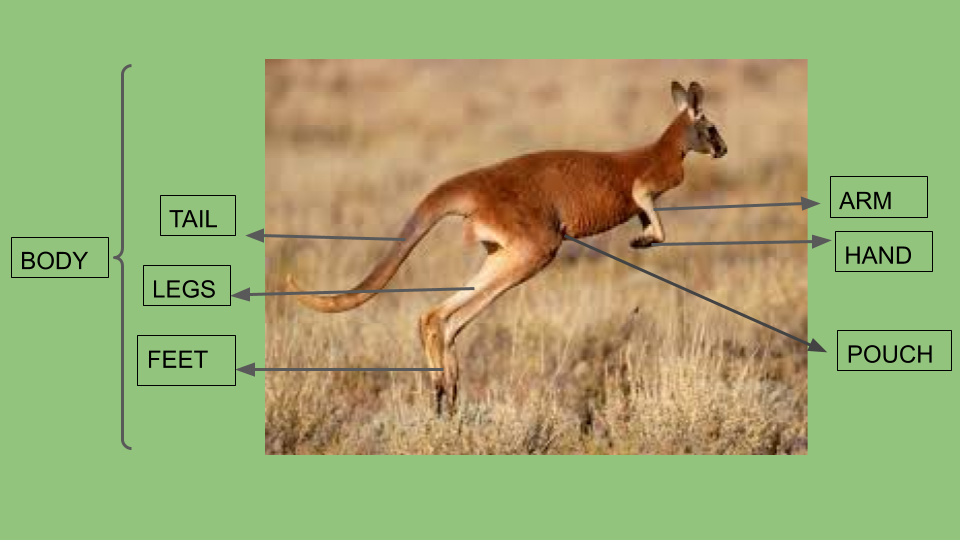 BODY
TAIL
LEGS
FEET
ARM
HAND
POUCH